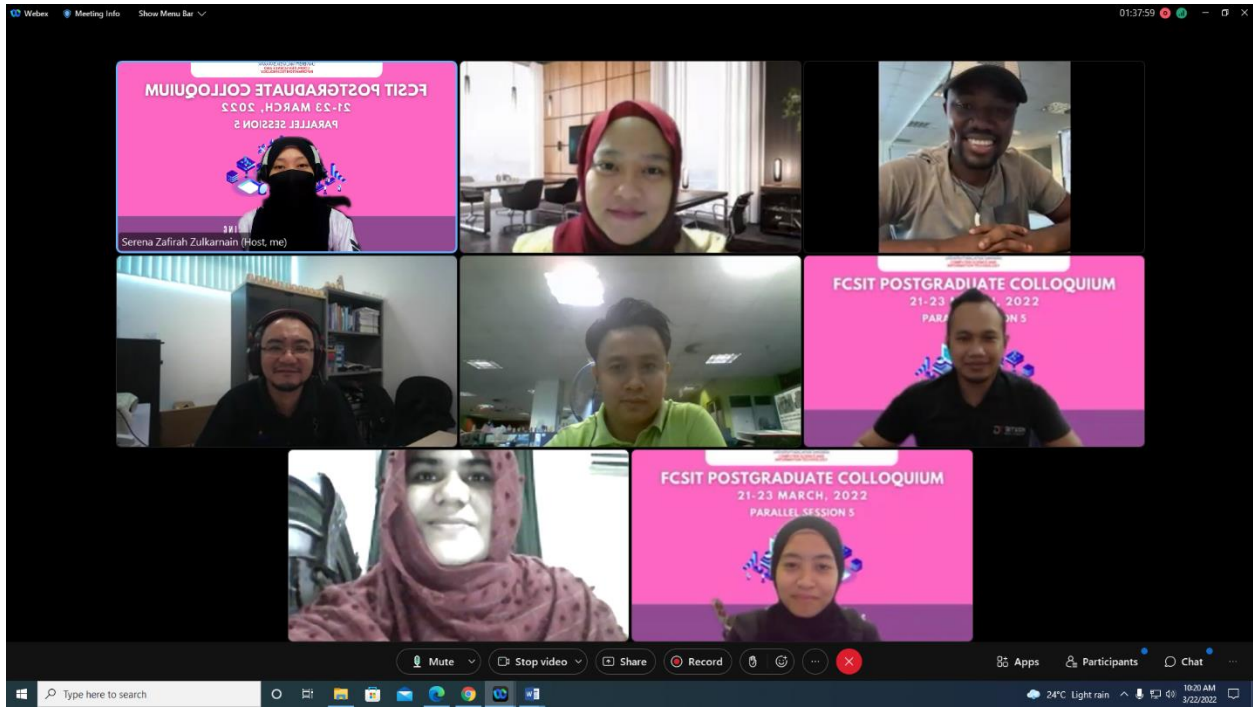 Webex Meeting Info Show Menu Bar
01:37:59
FCSIT POSTGRADUATE COLLOQUIUM
21-23 MARCH, 2022
PARALLEL SESSION 5
Serena Zafirah Zulkarnain (Host, me)
FCSIT POSTGRADUATE COLLOQUIUM
21-23 M , 2022
PARA N 5
FCSIT POSTGRADUATE COLLOQUIUM
21-23 MARCH, 2022
PARALLEL SESSION 5
Mute Stop video Share Record Apps Participants Chat
Type here to search 24°C Light rain 10:20 AM
3/22/2022